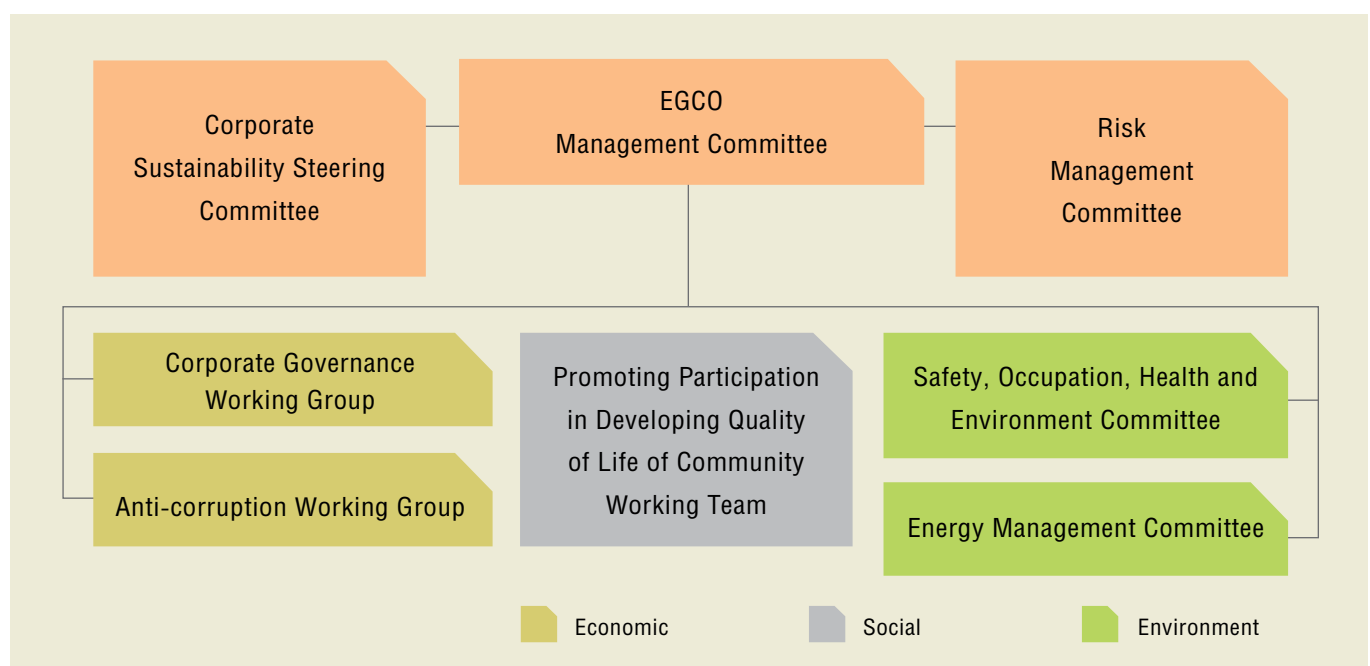 Corporate
Sustainability Steering
Committee
EGCO
Management Committee
Risk
Management
Committee
Corporate Governance
Working Group
Anti-corruption Working Group
Promoting Participation
in Developing Quality
of Life of Community
Working Team
Safety, Occupation, Health and
Environment Committee
Energy Management Committee
Economic
Social
Environment